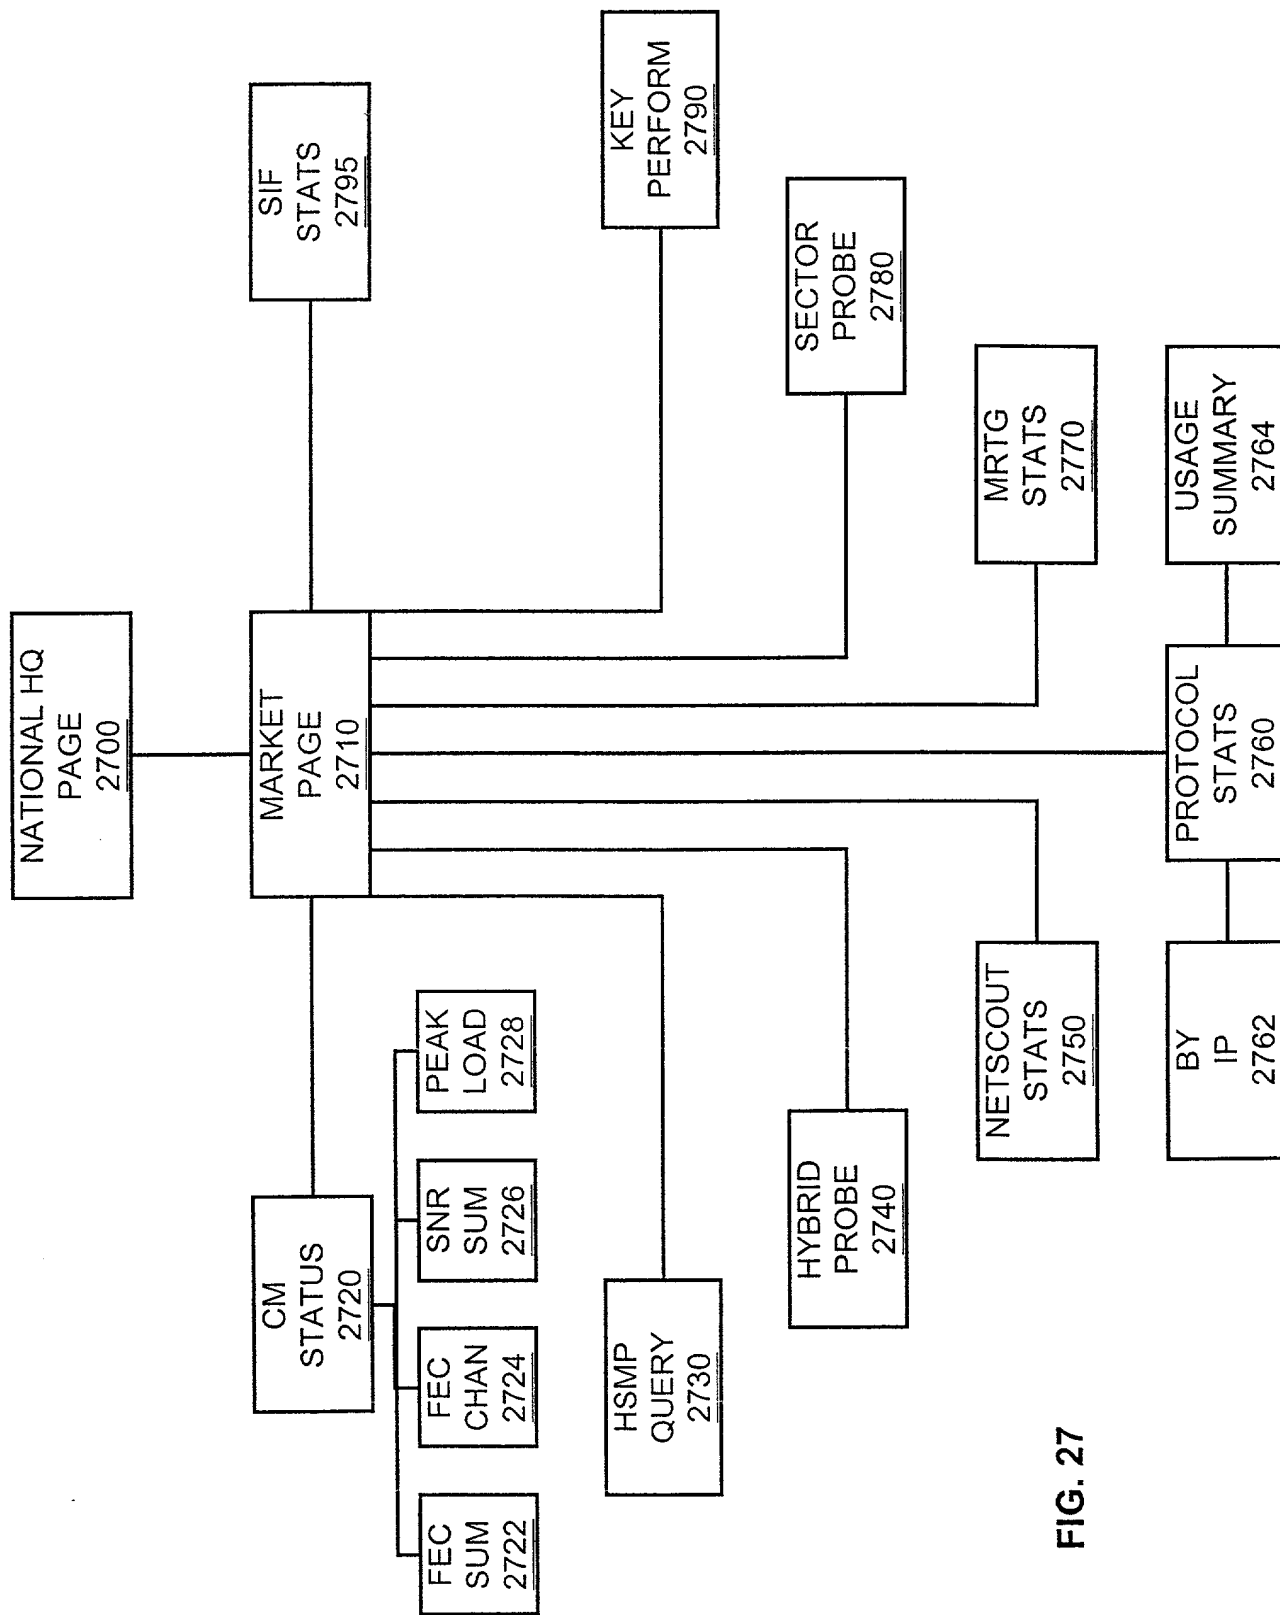 NATIONAL HQ
PAGE
2700
MARKET
PAGE
2710
CM
STATUS
2720
SIF
STATS
2795
FEC
SUM
2722
FEC
CHAN
2724
SNR
SUM
2726
PEAK
LOAD
2728
HSMP
QUERY
2730
KEY
PERFORM
2790
HYBRID
PROBE
2740
SECTOR
PROBE
2780
NETSCOUT
STATS
2750
MRTG
STATS
2770
BY
IP
2762
PROTOCOL
STATS
2760
USAGE
SUMMARY
2764
FIG. 27